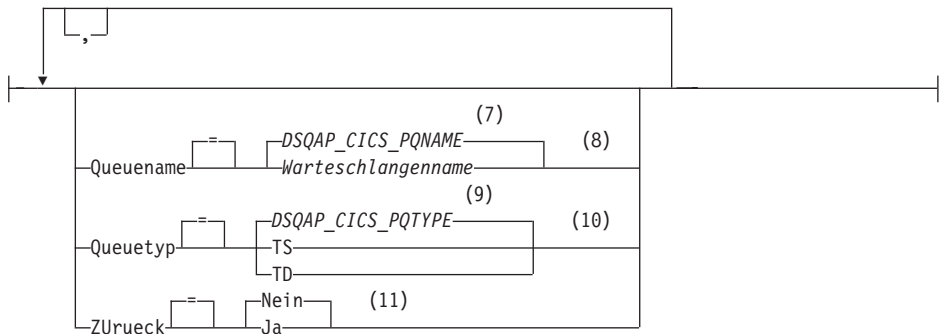 ,
(7)
= DSQAP_CICS_PQNAME (8)
Queuename Warteschlangenname
(9)
= DSQAP_CICS_PQTYPE (10)
Queuetyp TS
TD
= Nein (11)
ZUrueck Ja